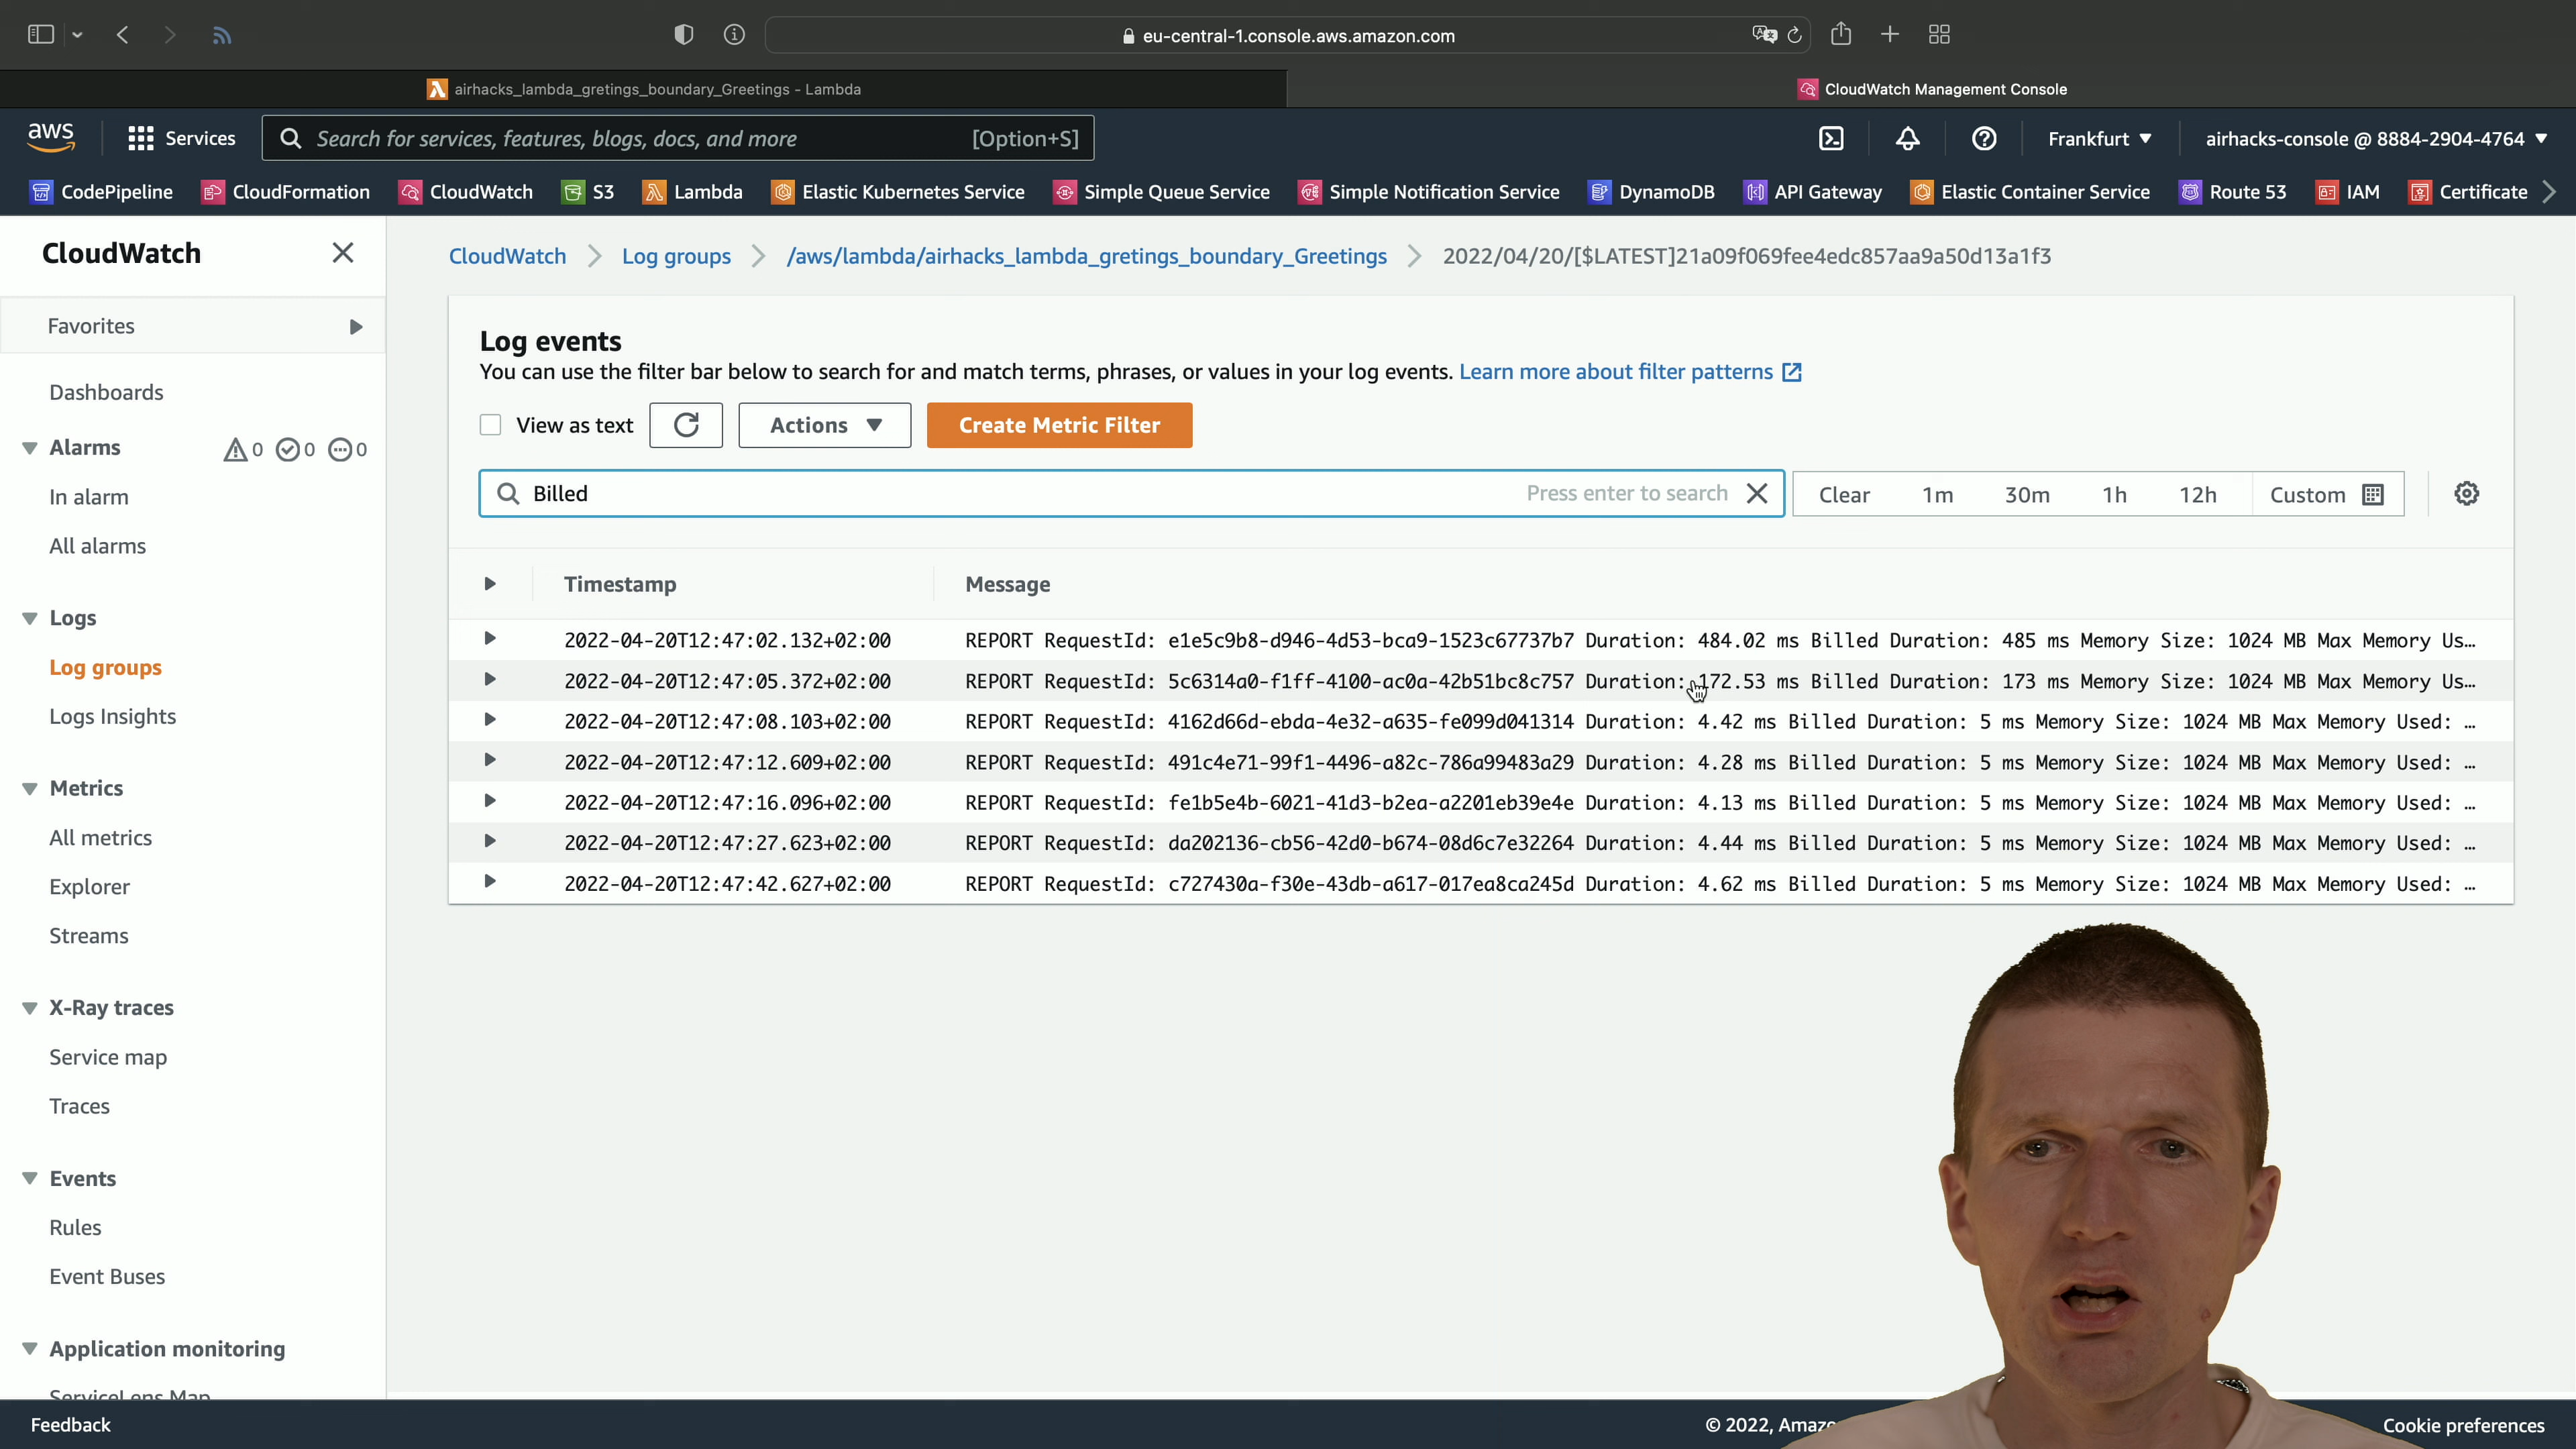 eu-central-1.console.aws.amazon.com
airhacks_lambda_gretings_boundary_Greetings - Lambda
CloudWatch Management Console
aws
Services
Search for services, features, blogs, docs, and more [Option+S]
Frankfurt
airhacks-console @ 8884-2904-4764
CodePipeline
CloudFormation
CloudWatch
S3
Lambda
Elastic Kubernetes Service
Simple Queue Service
Simple Notification Service
DynamoDB
API Gateway
Elastic Container Service
Route 53
IAM
Certificate
CloudWatch
Favorites
Dashboards
Alarms 0 0 0
In alarm
All alarms
Logs
Log groups
Logs Insights
Metrics
All metrics
Explorer
Streams
X-Ray traces
Service map
Traces
Events
Rules
Event Buses
Application monitoring
ServiceLens Map
CloudWatch
Log groups
/aws/lambda/airhacks_lambda_gretings_boundary_Greetings
2022/04/20/[$LATEST]21a09f069fee4edc857aa9a50d13a1f3
Log events
You can use the filter bar below to search for and match terms, phrases, or values in your log events. Learn more about filter patterns
View as text
Actions
Create Metric Filter
Billed
Press enter to search
Clear 1m 30m 1h 12h Custom
Timestamp Message
2022-04-20T12:47:02.132+02:00 REPORT RequestId: e1e5c9b8-d946-4d53-bca9-1523c67737b7 Duration: 484.02 ms Billed Duration: 485 ms Memory Size: 1024 MB Max Memory Us…
2022-04-20T12:47:05.372+02:00 REPORT RequestId: 5c6314a0-f1ff-4100-ac0a-42b51bc8c757 Duration: 172.53 ms Billed Duration: 173 ms Memory Size: 1024 MB Max Memory Us…
2022-04-20T12:47:08.103+02:00 REPORT RequestId: 4162d66d-ebda-4e32-a635-fe099d041314 Duration: 4.42 ms Billed Duration: 5 ms Memory Size: 1024 MB Max Memory Used: …
2022-04-20T12:47:12.609+02:00 REPORT RequestId: 491c4e71-99f1-4496-a82c-786a99483a29 Duration: 4.28 ms Billed Duration: 5 ms Memory Size: 1024 MB Max Memory Used: …
2022-04-20T12:47:16.096+02:00 REPORT RequestId: fe1b5e4b-6021-41d3-b2ea-a2201eb39e4e Duration: 4.13 ms Billed Duration: 5 ms Memory Size: 1024 MB Max Memory Used: …
2022-04-20T12:47:27.623+02:00 REPORT RequestId: da202136-cb56-42d0-b674-08d6c7e32264 Duration: 4.44 ms Billed Duration: 5 ms Memory Size: 1024 MB Max Memory Used: …
2022-04-20T12:47:42.627+02:00 REPORT RequestId: c727430a-f30e-43db-a617-017ea8ca245d Duration: 4.62 ms Billed Duration: 5 ms Memory Size: 1024 MB Max Memory Used: …
Feedback
© 2022, Amazo
Cookie preferences